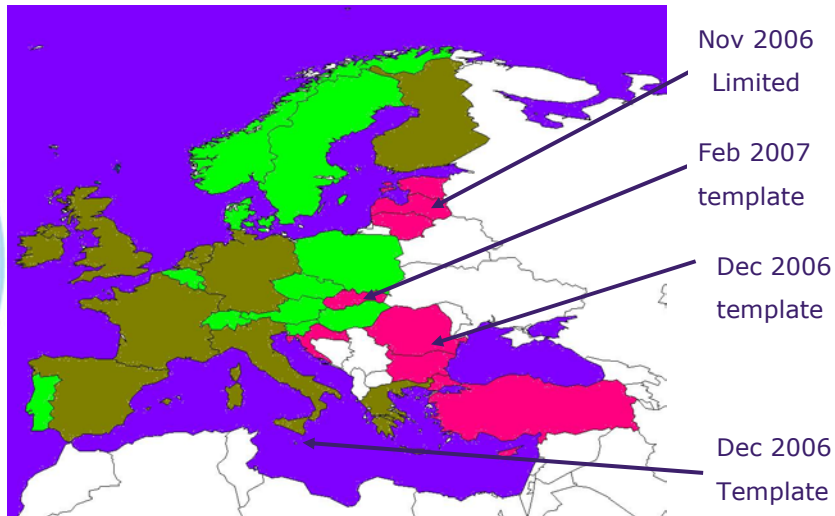 Nov 2006
Limited
Feb 2007
template
Dec 2006
template
Dec 2006
Template